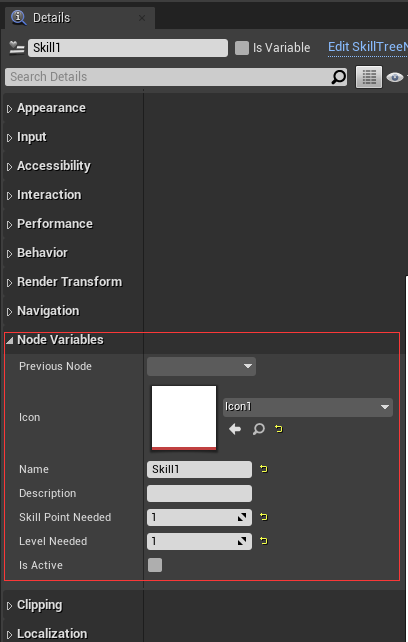 Details
Skill1
Is Variable
Edit SkillTreeN
Search Details
Appearance
Input
Accessibility
Interaction
Performance
Behavior
Render Transform
Navigation
Node Variables
Previous Node
Icon
Icon1
Name
Skill1
Description
Skill Point Needed
1
Level Needed
1
Is Active
Clipping
Localization